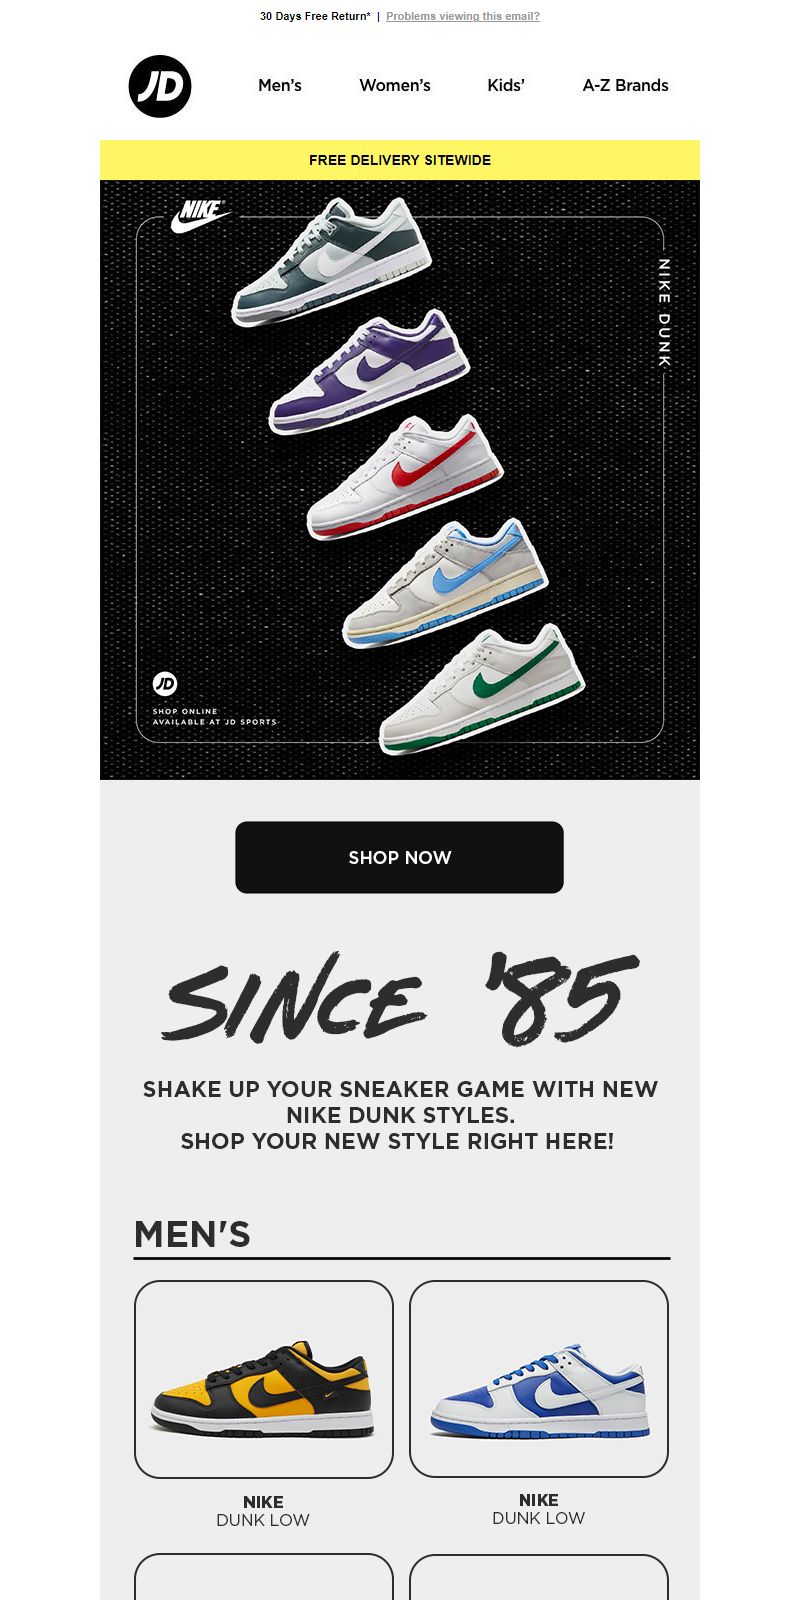 30 Days Free Return* | Problems viewing this email?
JD
Men’s Women’s Kids’ A-Z Brands
FREE DELIVERY SITEWIDE
NIKE
NIKE DUNK
JD
SHOP ONLINE
AVAILABLE AT JD SPORTS
SHOP NOW
SINCE '85
SHAKE UP YOUR SNEAKER GAME WITH NEW
NIKE DUNK STYLES.
SHOP YOUR NEW STYLE RIGHT HERE!
MEN'S
NIKE
DUNK LOW
NIKE
DUNK LOW